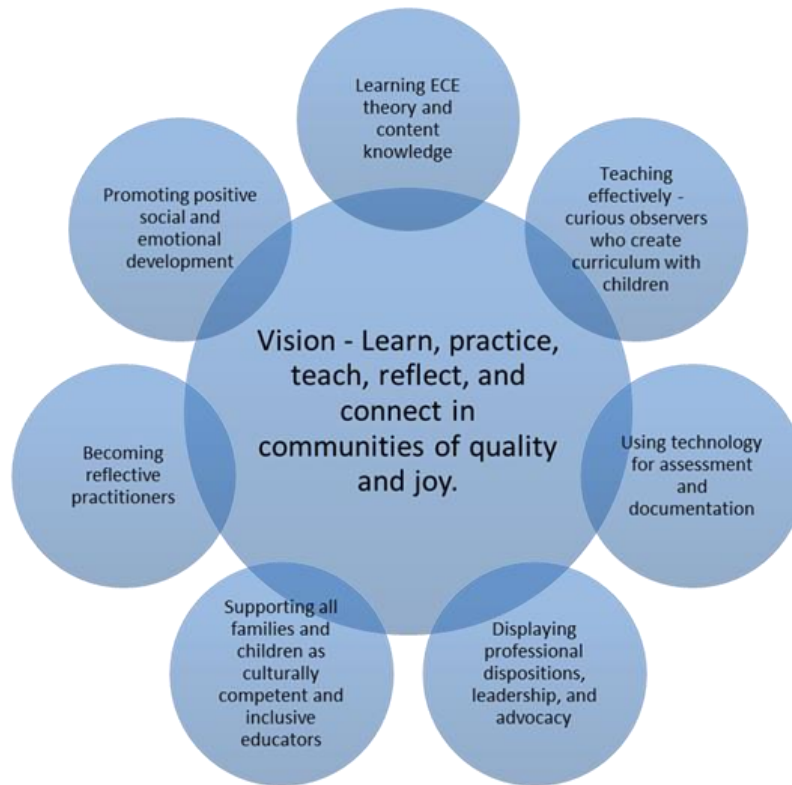 Learning ECE
theory and
content
knowledge
Teaching
effectively -
curious observers
who create
curriculum with
children
Using technology
for assessment
and
documentation
Displaying
professional
dispositions,
leadership, and
advocacy
Supporting all
families and
children as
culturally
competent and
inclusive
educators
Becoming
reflective
practitioners
Promoting positive
social and
emotional
development
Vision - Learn, practice,
teach, reflect, and
connect in
communities of quality
and joy.